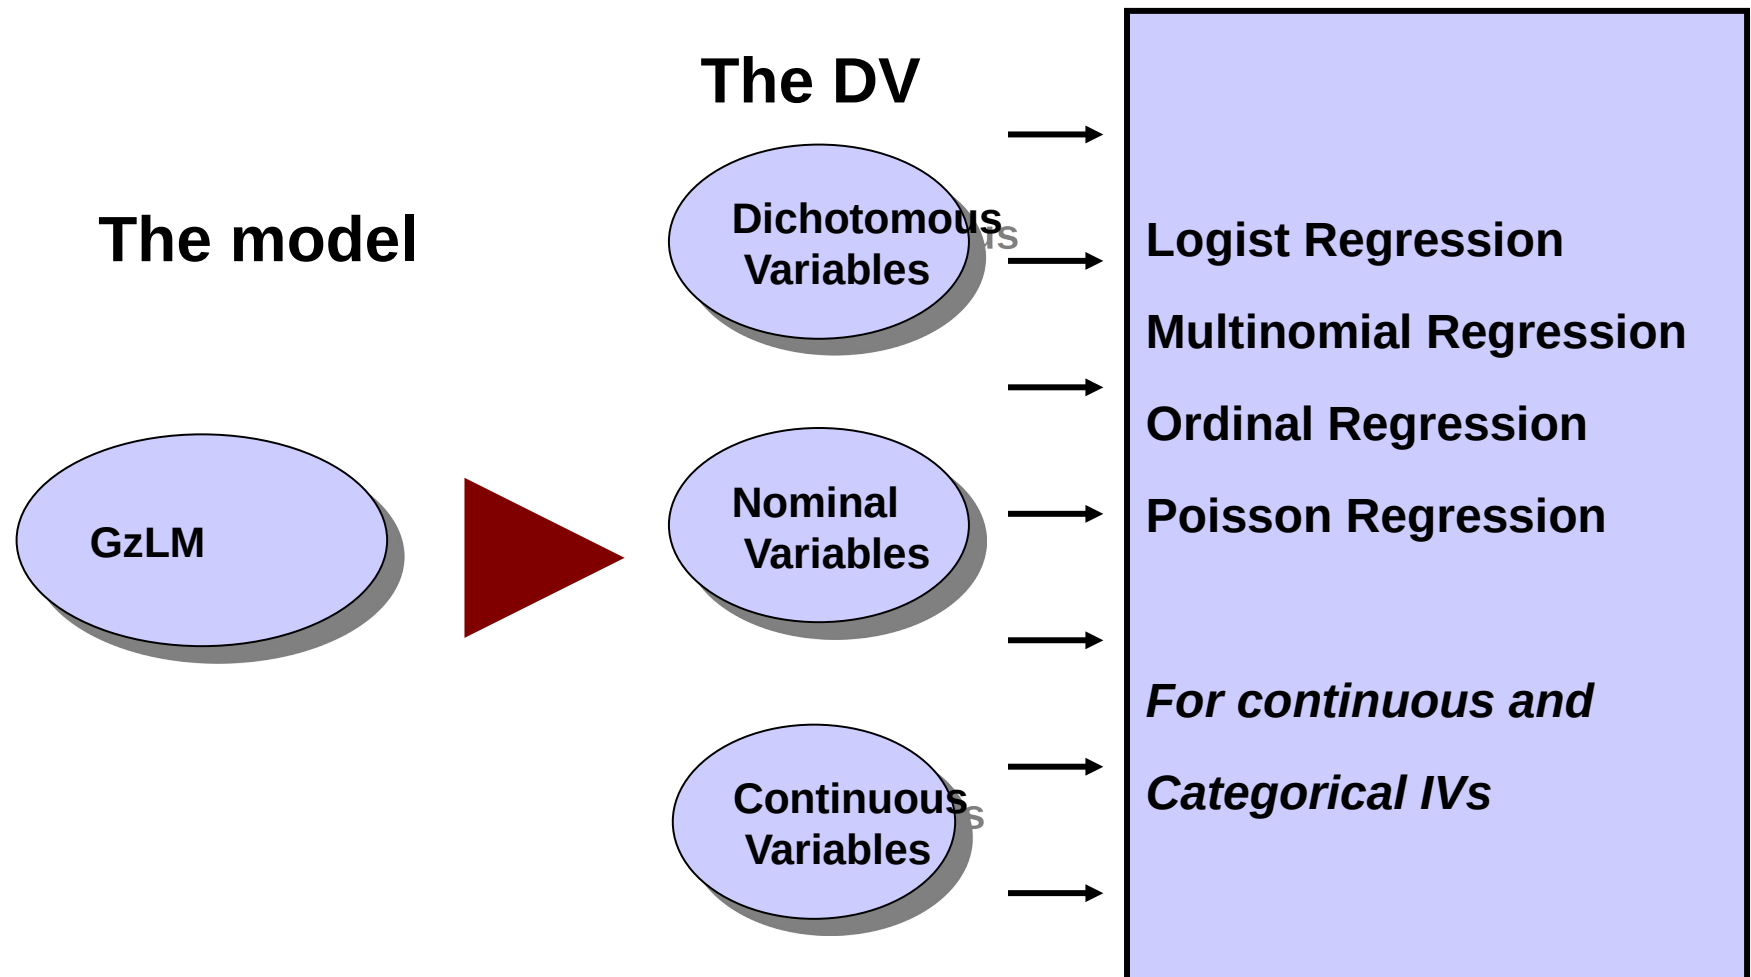 The DV
The model
Dichotomous
Variables
GzLM
Nominal
Variables
Continuous
Variables
Logist Regression
Multinomial Regression
Ordinal Regression
Poisson Regression
For continuous and
Categorical IVs